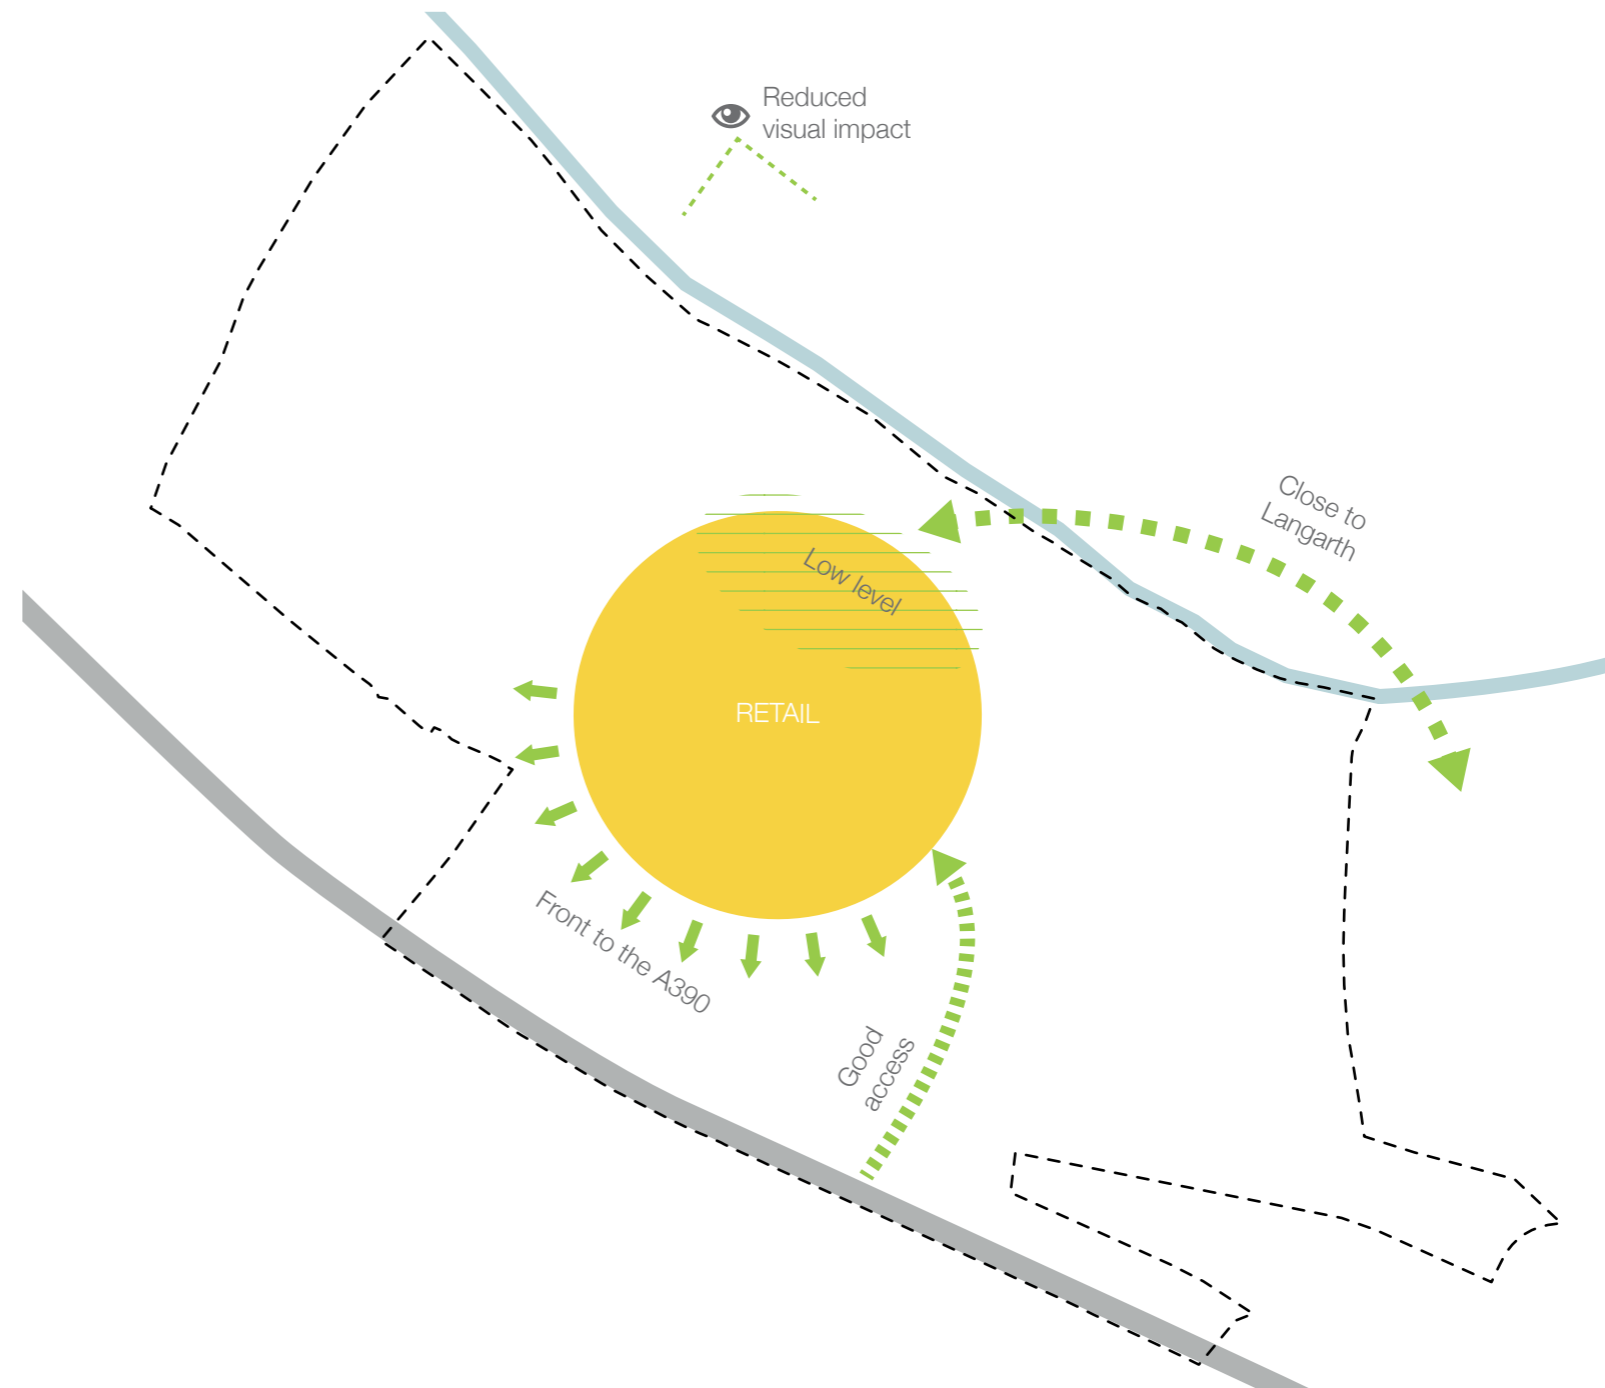 Reduced
visual impact
Close to
Langarth
Low level
RETAIL
Front to the A390
Good
access